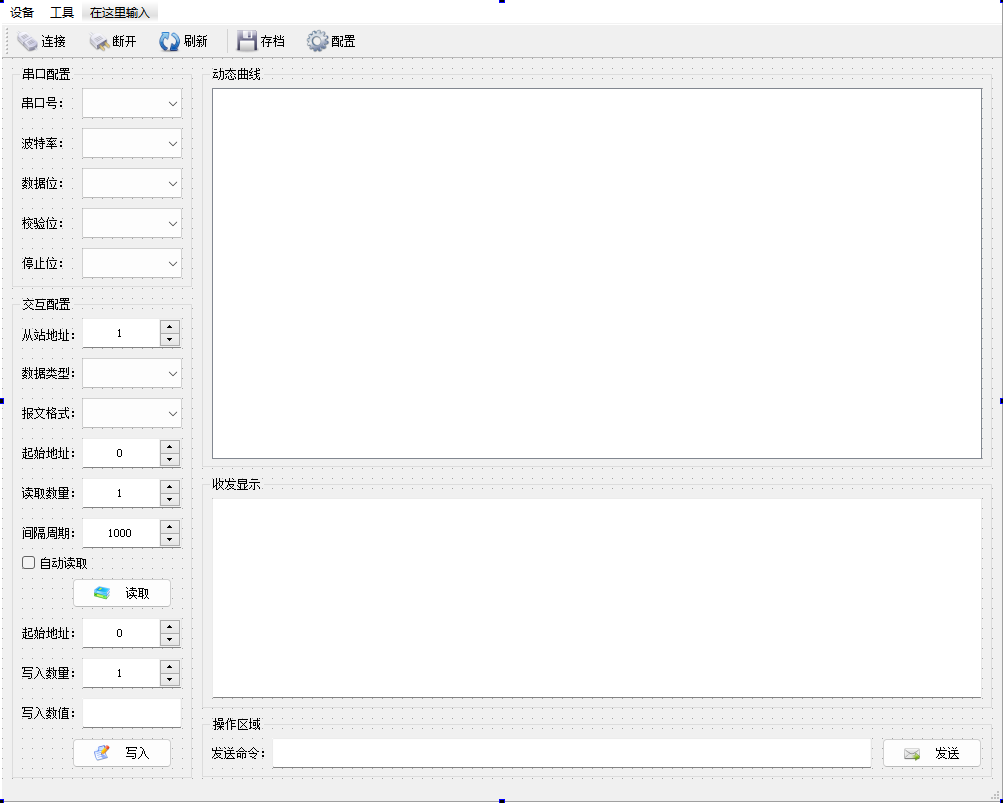 设备 工具 在这里输入
连接 断开 刷新 存档 配置
串口配置
串口号：
波特率：
数据位：
校验位：
停止位：
交互配置
从站地址： 1
数据类型：
报文格式：
起始地址： 0
读取数量： 1
间隔周期： 1000
自动读取
读取
起始地址： 0
写入数量： 1
写入数值：
写入
动态曲线
收发显示
操作区域
发送命令： 发送